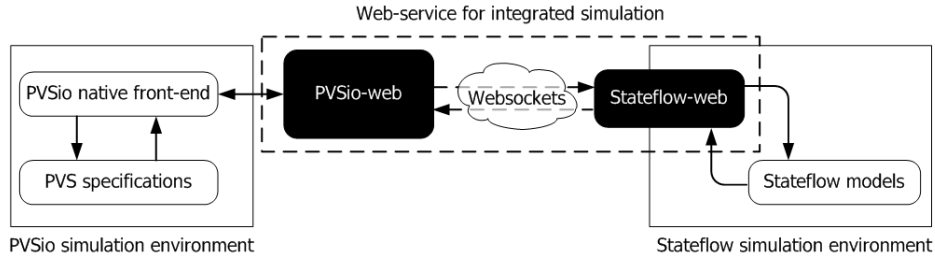 Web-service for integrated simulation
PVSio native front-end
PVSio-web
Websockets
Stateflow-web
PVS specifications
Stateflow models
PVSio simulation environment
Stateflow simulation environment